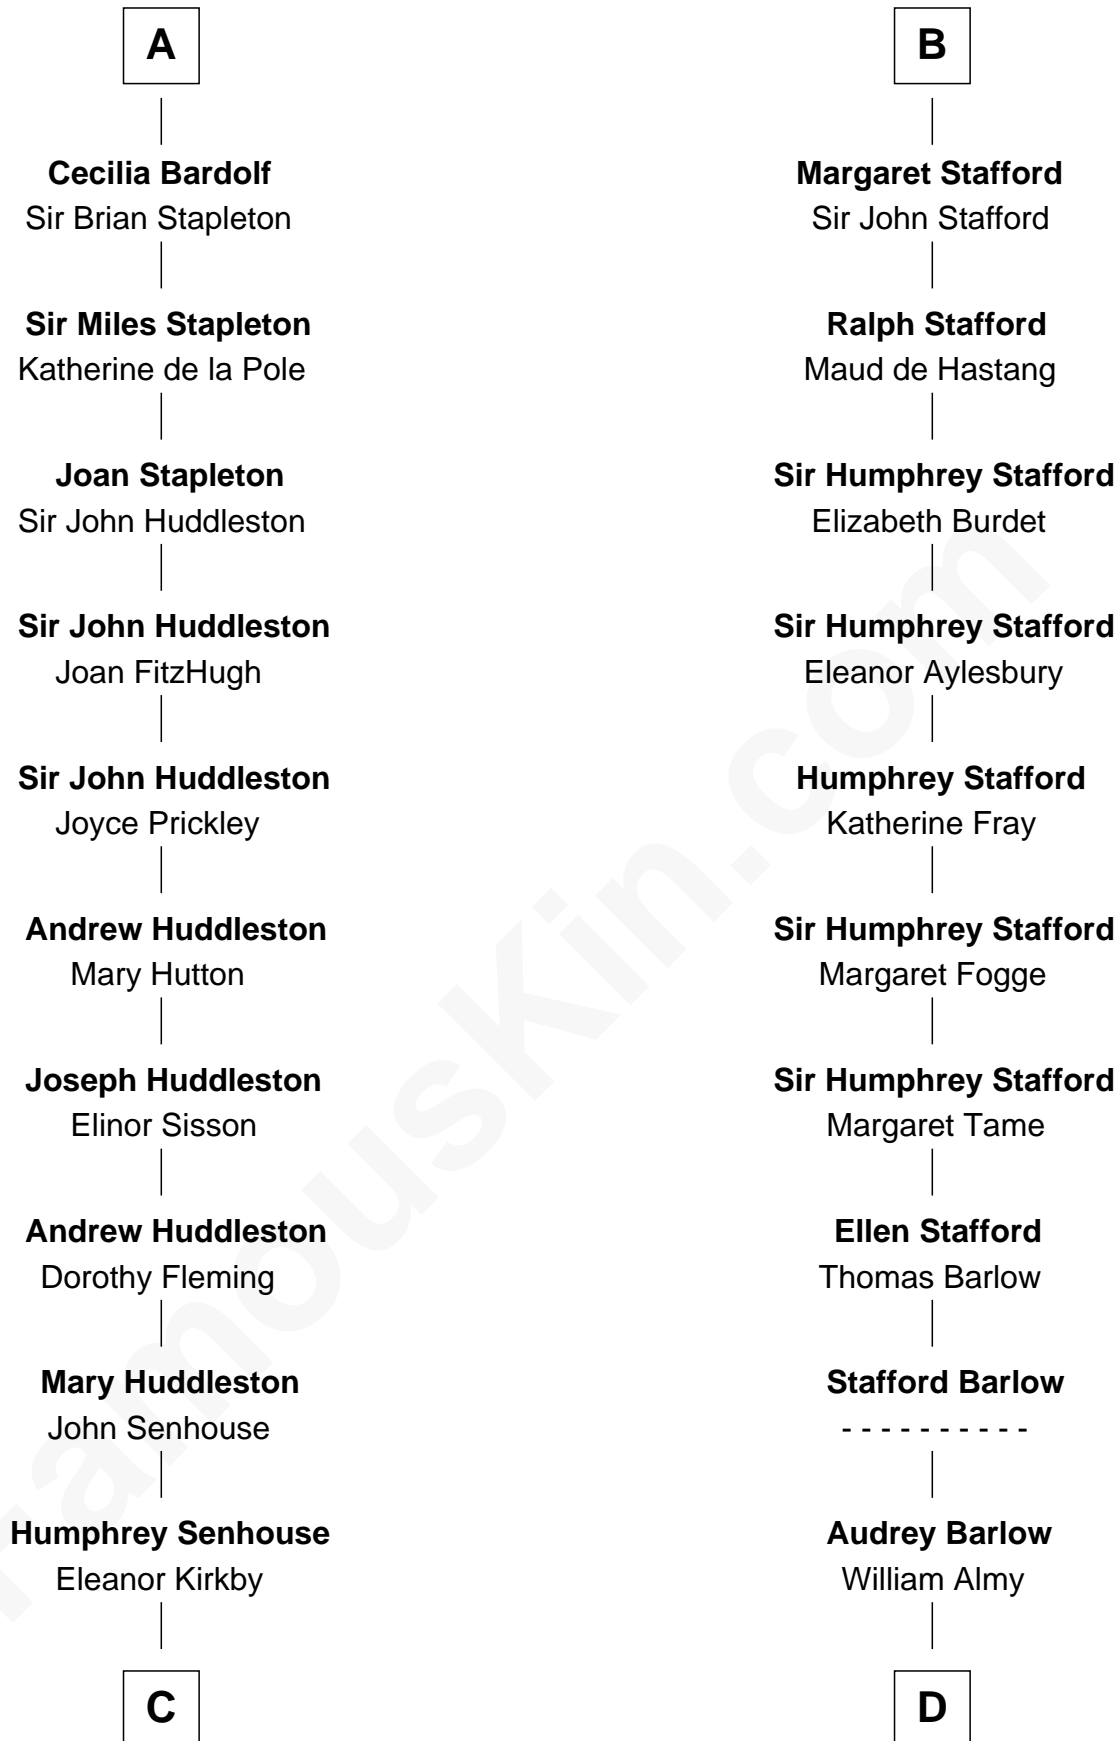 A
Cecilia Bardolf
Sir Brian Stapleton
Sir Miles Stapleton
Katherine de la Pole
Joan Stapleton
Sir John Huddleston
Sir John Huddleston
Joan FitzHugh
Sir John Huddleston
Joyce Prickley
Andrew Huddleston
Mary Hutton
Joseph Huddleston
Elinor Sisson
Andrew Huddleston
Dorothy Fleming
Mary Huddleston
John Senhouse
Humphrey Senhouse
Eleanor Kirkby
C
B
Margaret Stafford
Sir John Stafford
Ralph Stafford
Maud de Hastang
Sir Humphrey Stafford
Elizabeth Burdet
Sir Humphrey Stafford
Eleanor Aylesbury
Humphrey Stafford
Katherine Fray
Sir Humphrey Stafford
Margaret Fogge
Sir Humphrey Stafford
Margaret Tame
Ellen Stafford
Thomas Barlow
Stafford Barlow
- - - - - - - - - -
Audrey Barlow
William Almy
D
FamousKin.com